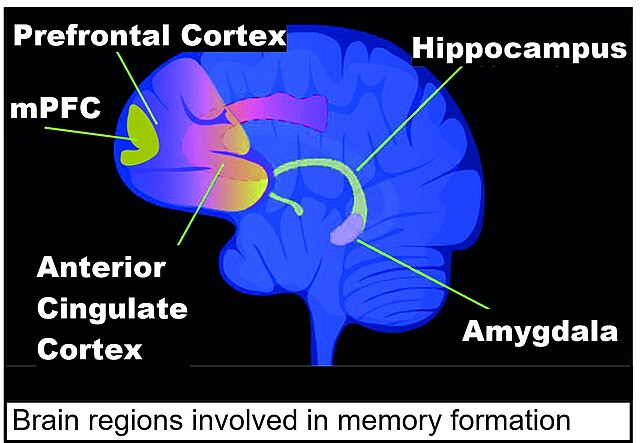 Prefrontal Cortex
Hippocampus
mPFC
Anterior
Cingulate
Cortex
Amygdala
Brain regions involved in memory formation